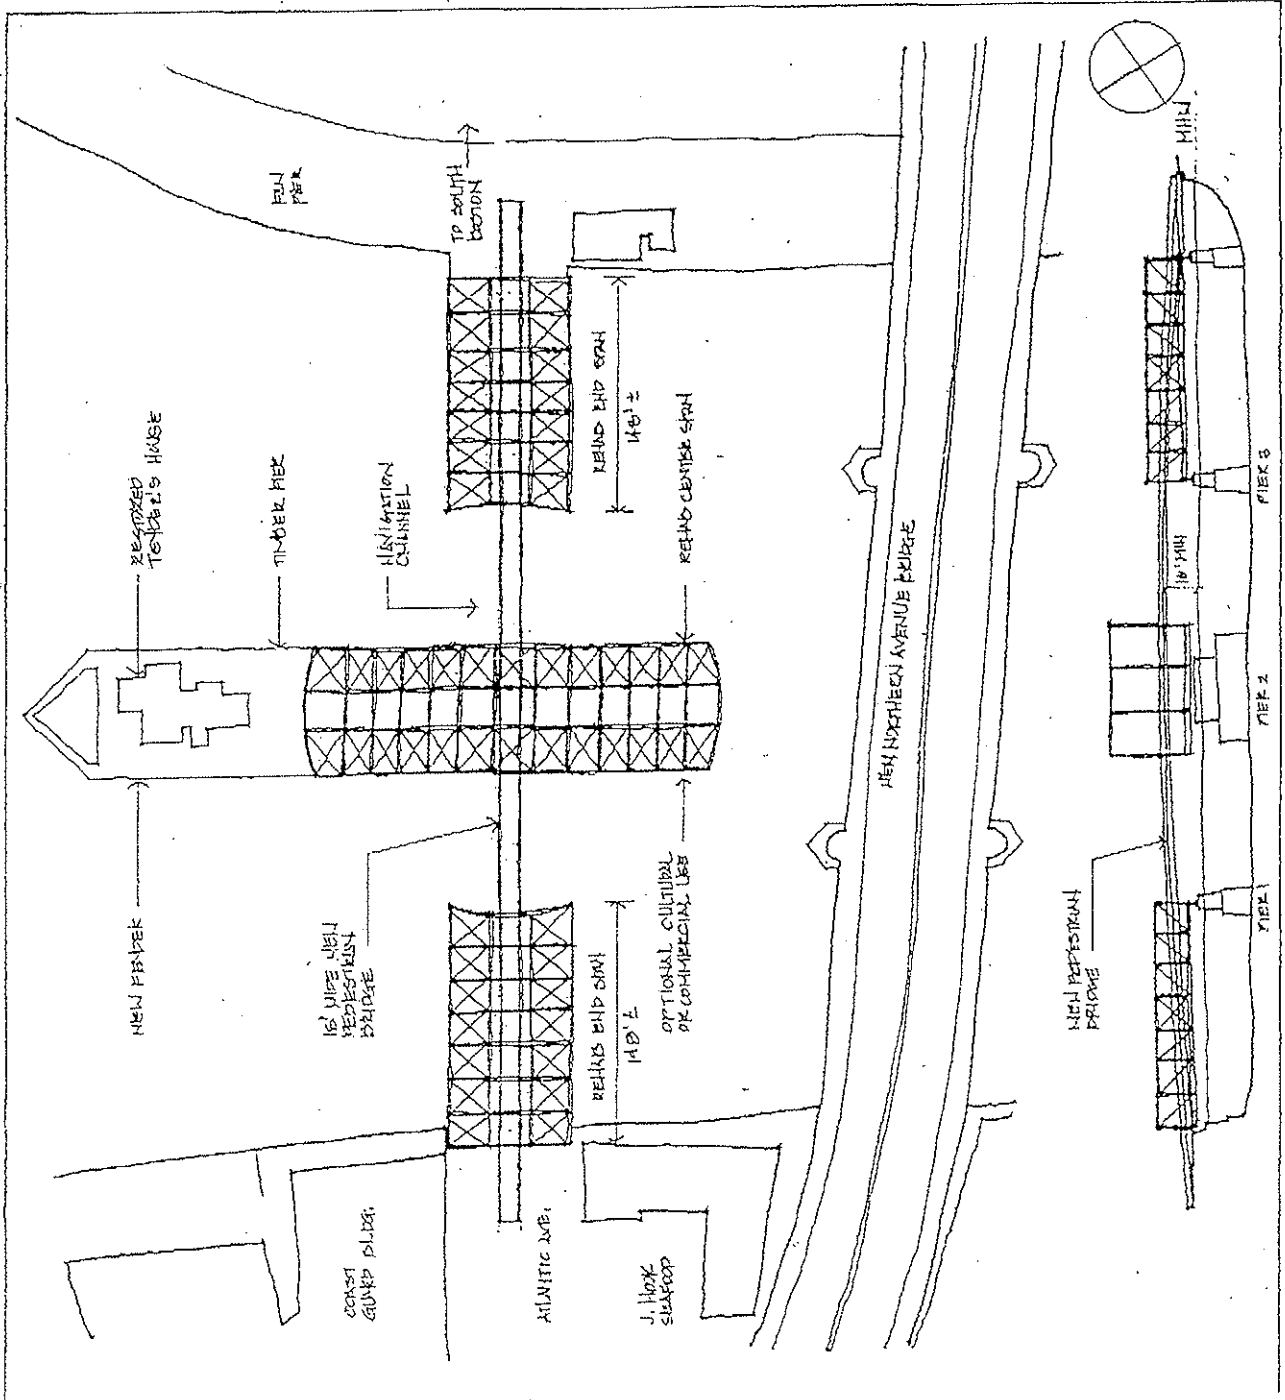 FAN
PIER
TO SOUTH
BOSTON
RESTORED
TENDER'S HOUSE
TIMBER PIER
NAVIGATION
CHANNEL
REHAB END SPAN
148' ±
REHAB CENTER SPAN
NEW FENDER
16' WIDE NEW
PEDESTRIAN
BRIDGE
OPTIONAL CULTURAL
OR COMMERCIAL USE
REHAB END SPAN
148' ±
COAST
GUARD BLDG.
ATLANTIC AVE.
J. HOOK
SEAFOOD
NEW NORTHERN AVENUE BRIDGE
MHW
16' MIN
NEW PEDESTRIAN
BRIDGE
PIER 1
PIER 2
PIER 3